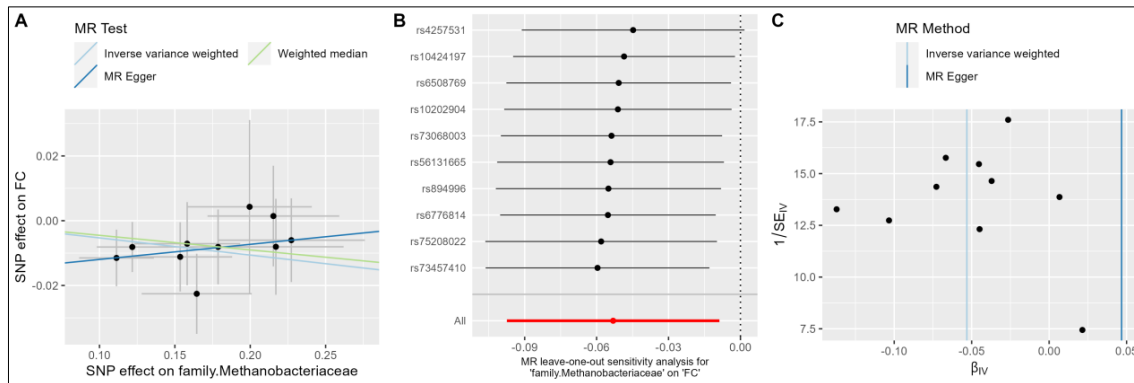 A
MR Test
Inverse variance weighted
Weighted median
MR Egger
0.02
0.00
-0.02
SNP effect on FC
0.10
0.15
0.20
0.25
SNP effect on family.Methanobacteriaceae
B
rs4257531
rs10424197
rs6508769
rs10202904
rs73068003
rs56131665
rs894996
rs6776814
rs75208022
rs73457410
All
-0.09
-0.06
-0.03
0.00
MR leave-one-out sensitivity analysis for
'family.Methanobacteriaceae' on 'FC'
C
MR Method
Inverse variance weighted
MR Egger
17.5
15.0
12.5
10.0
7.5
1/SE_IV
-0.10
-0.05
0.00
0.05
β_IV